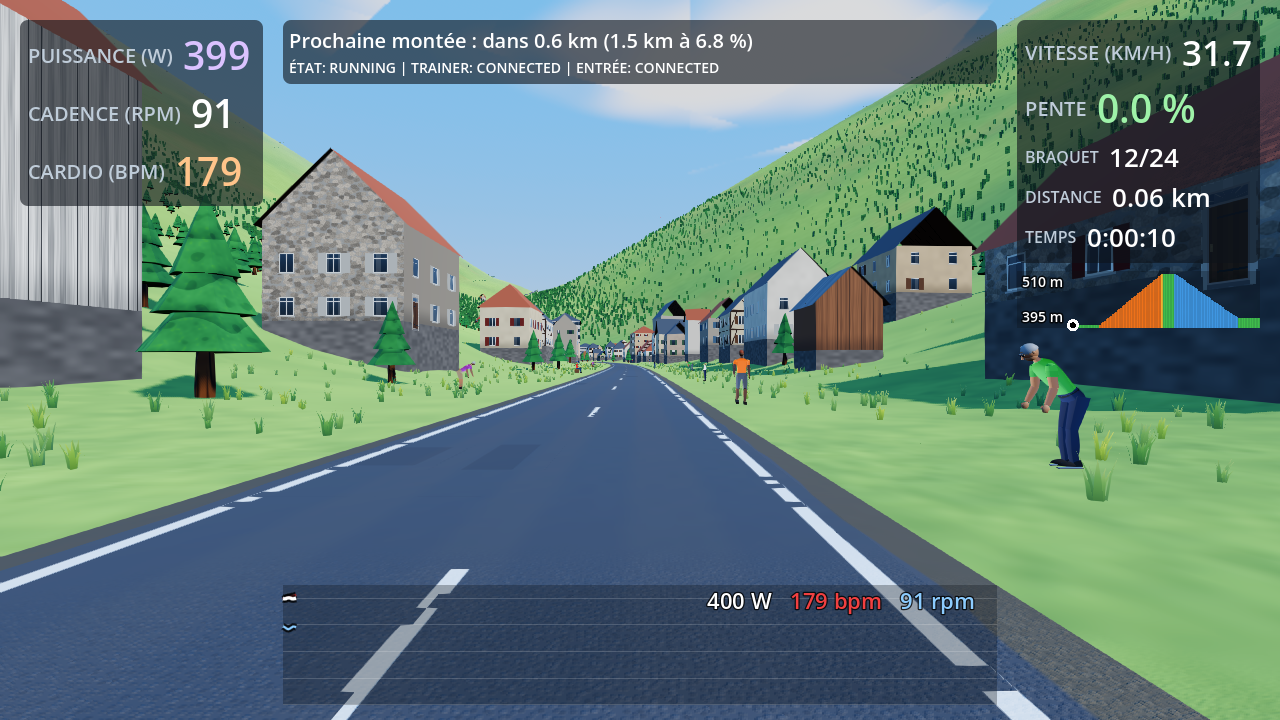 PUISSANCE (W) 399
CADENCE (RPM) 91
CARDIO (BPM) 179
Prochaine montée : dans 0.6 km (1.5 km à 6.8 %)
ÉTAT: RUNNING | TRAINER: CONNECTED | ENTRÉE: CONNECTED
VITESSE (KM/H) 31.7
PENTE 0.0 %
BRAQUET 12/24
DISTANCE 0.06 km
TEMPS 0:00:10
510 m
395 m
400 W 179 bpm 91 rpm